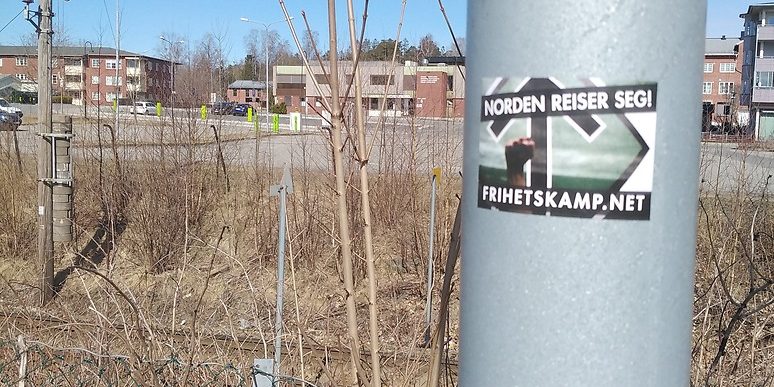 NORDEN REISER SEG!
FRIHETSKAMP.NET